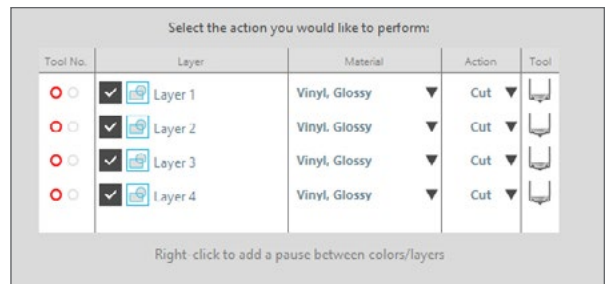 Select the action you would like to perform:
Tool No. Layer Material Action Tool
Layer 1 Vinyl, Glossy Cut
Layer 2 Vinyl, Glossy Cut
Layer 3 Vinyl, Glossy Cut
Layer 4 Vinyl, Glossy Cut
Right-click to add a pause between colors/layers